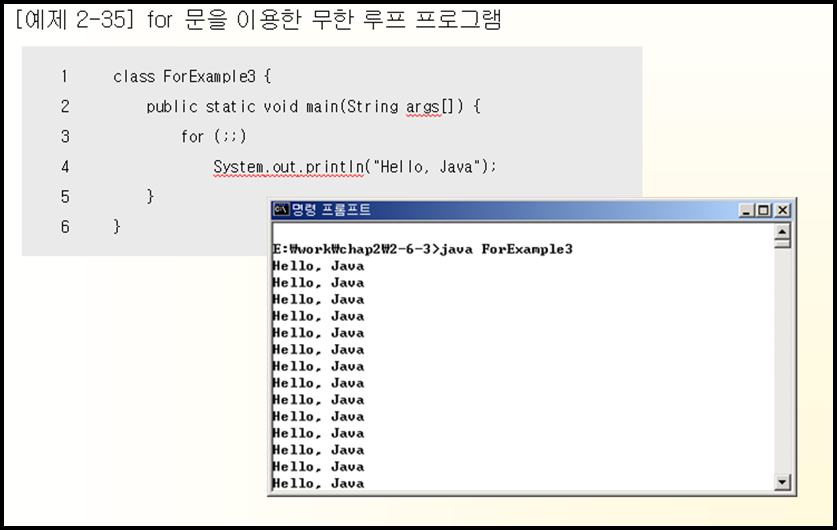 [예제 2-35] for 문을 이용한 무한 루프 프로그램
1 class ForExample3 {
2 public static void main(String args[]) {
3 for (;;)
4 System.out.println("Hello, Java");
5 }
6 }
명령 프롬프트
E:\work\chap2\2-6-3>java ForExample3
Hello, Java
Hello, Java
Hello, Java
Hello, Java
Hello, Java
Hello, Java
Hello, Java
Hello, Java
Hello, Java
Hello, Java
Hello, Java
Hello, Java
Hello, Java
Hello, Java